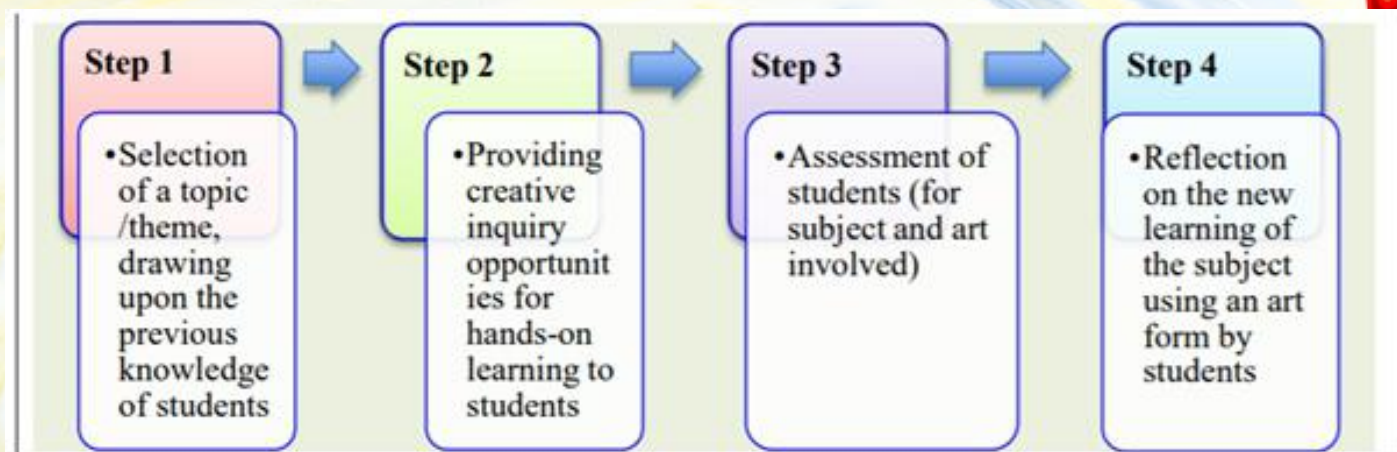 Step 1
•Selection
of a topic
/theme,
drawing
upon the
previous
knowledge
of students
Step 2
•Providing
creative
inquiry
opportunit
ies for
hands-on
learning to
students
Step 3
•Assessment of
students (for
subject and art
involved)
Step 4
•Reflection
on the new
learning of
the subject
using an art
form by
students